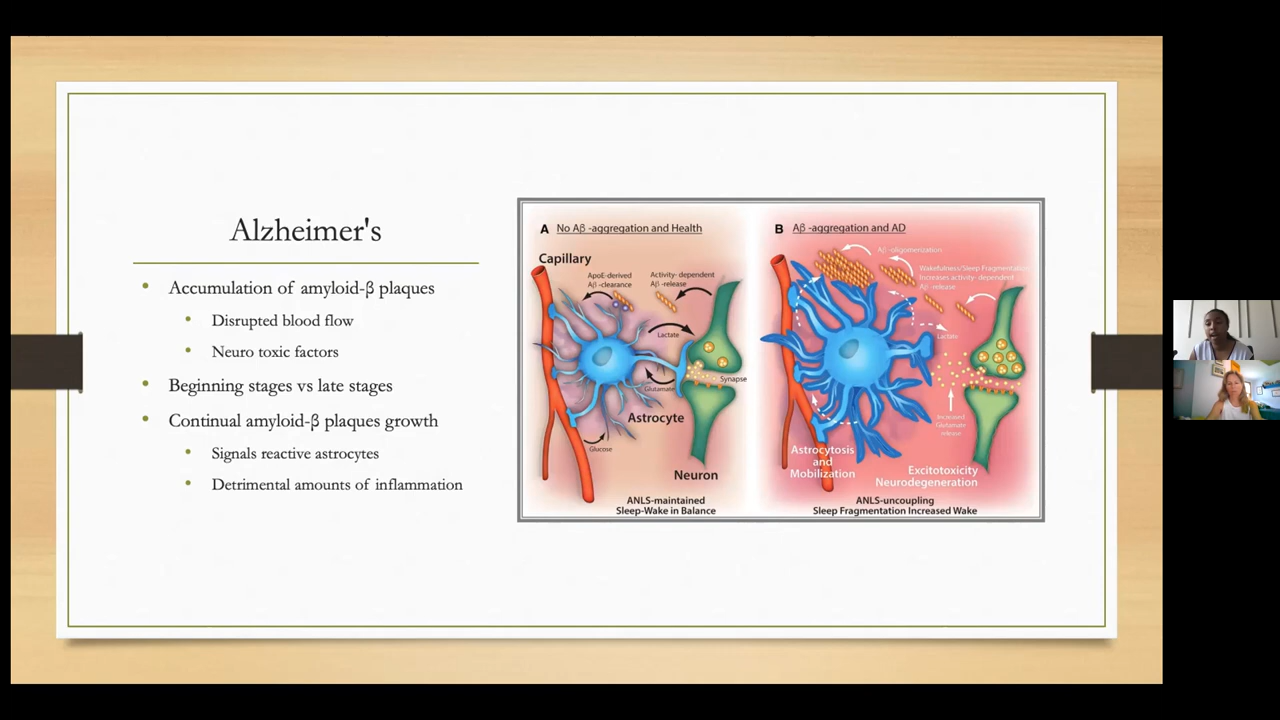 Alzheimer's
Accumulation of amyloid-β plaques
Disrupted blood flow
Neuro toxic factors
Beginning stages vs late stages
Continual amyloid-β plaques growth
Signals reactive astrocytes
Detrimental amounts of inflammation
A No Aβ -aggregation and Health
Capillary
ApoE-derived
Aβ -clearance
Activity- dependent
Aβ -release
Lactate
Glutamate
Synapse
Astrocyte
Glucose
Neuron
ANLS-maintained
Sleep-Wake in Balance
B Aβ -aggregation and AD
Aβ -oligomerization
Wakefulness/Sleep Fragmentation
Increases activity-dependent
Aβ -release
Lactate
Increased
Glutamate
release
Astrocytosis
and
Mobilization
Excitotoxicity
Neurodegeneration
ANLS-uncoupling
Sleep Fragmentation Increased Wake